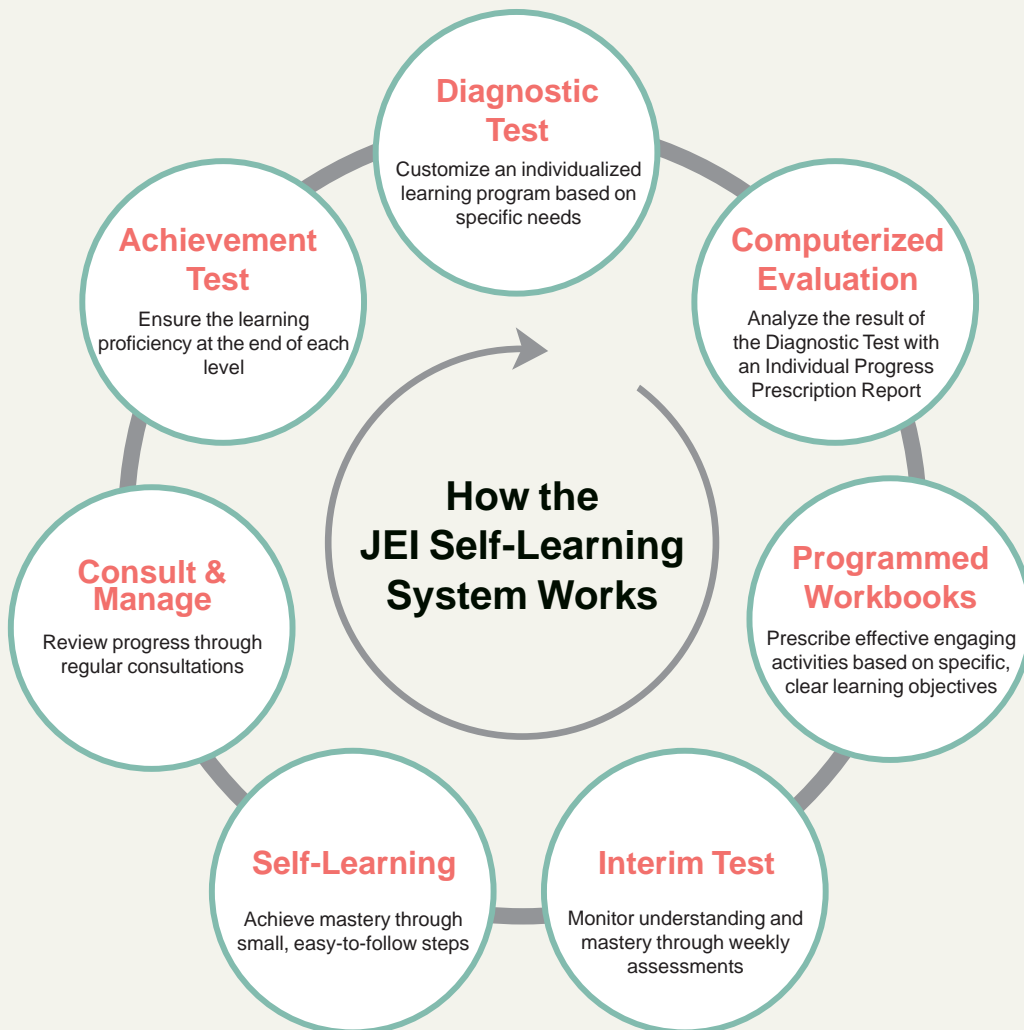 Diagnostic
Test
Customize an individualized
learning program based on
specific needs
Computerized
Evaluation
Analyze the result of
the Diagnostic Test with
an Individual Progress
Prescription Report
Programmed
Workbooks
Prescribe effective engaging
activities based on specific,
clear learning objectives
Interim Test
Monitor understanding and
mastery through weekly
assessments
Self-Learning
Achieve mastery through
small, easy-to-follow steps
Consult &
Manage
Review progress through
regular consultations
Achievement
Test
Ensure the learning
proficiency at the end of each
level
How the
JEI Self-Learning
System Works